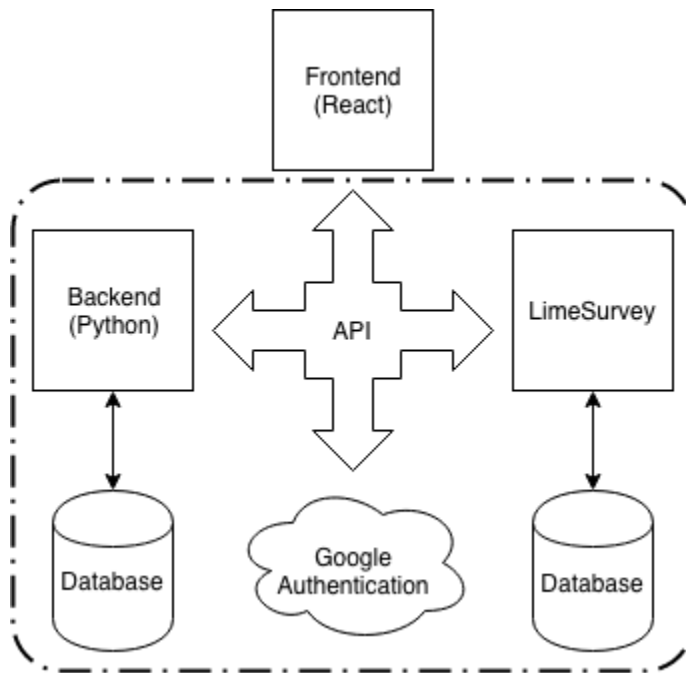 Frontend
(React)
Backend
(Python)
API
LimeSurvey
Database
Google
Authentication
Database